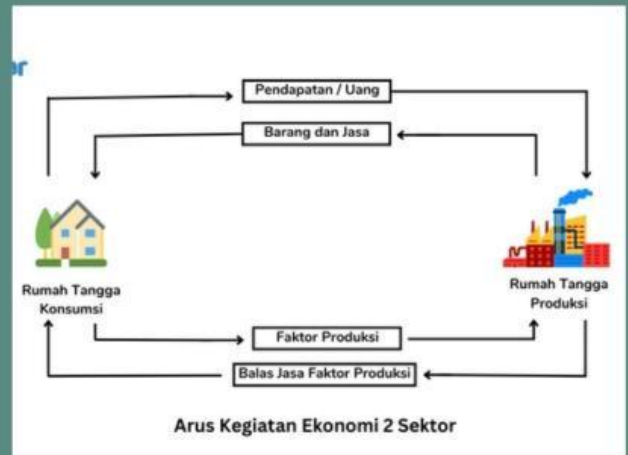 or
Pendapatan / Uang
Barang dan Jasa
Rumah Tangga
Konsumsi
Rumah Tangga
Produksi
Faktor Produksi
Balas Jasa Faktor Produksi
Arus Kegiatan Ekonomi 2 Sektor